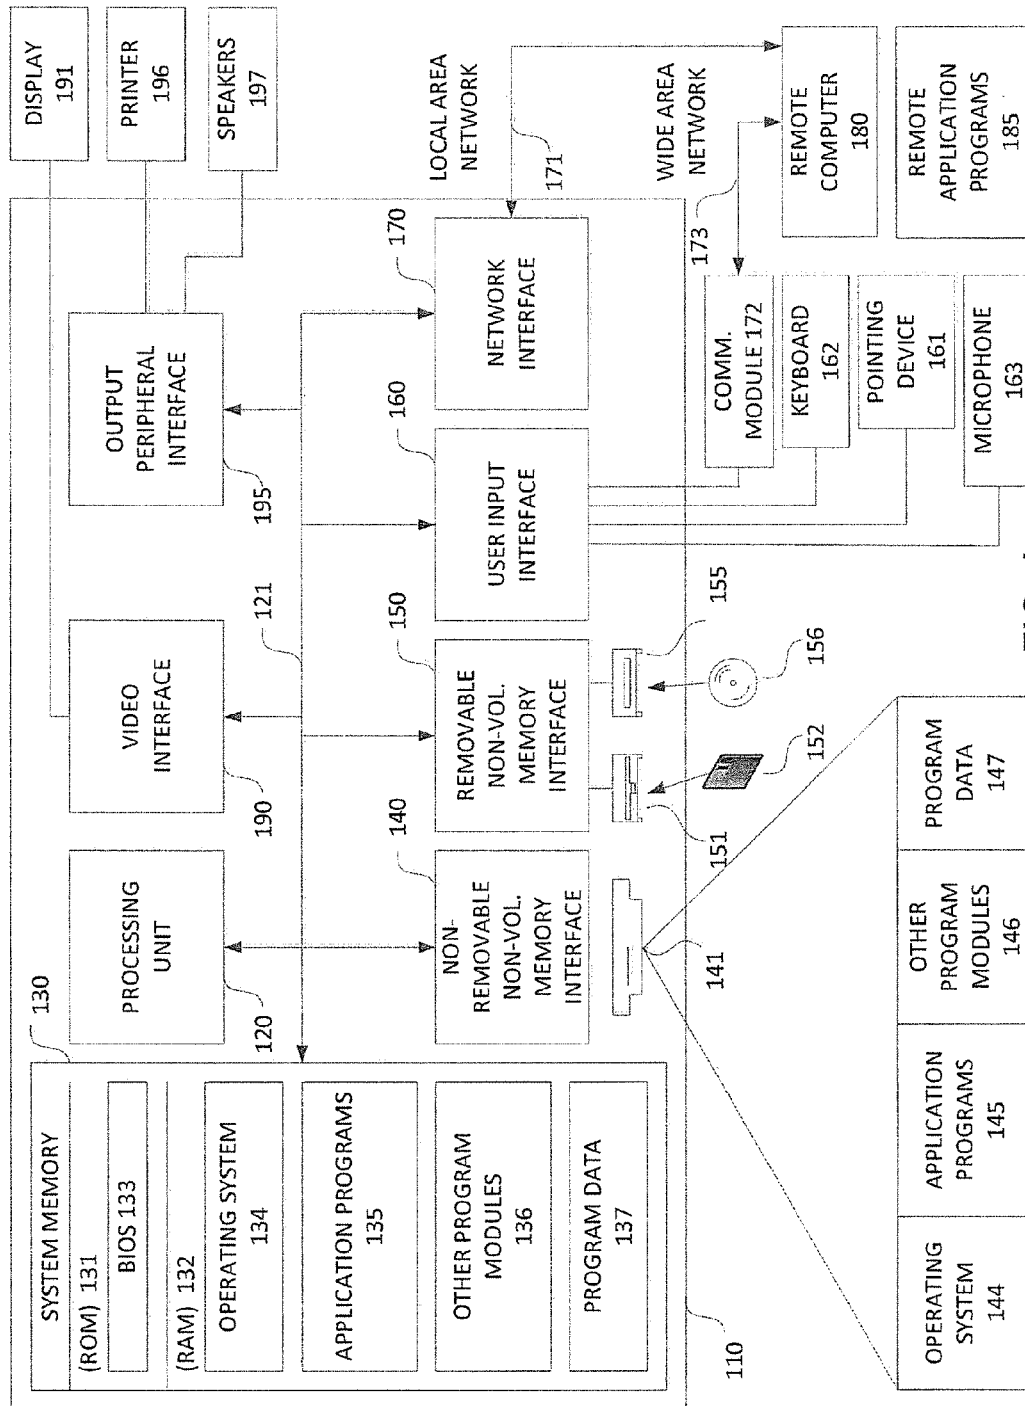 SYSTEM MEMORY
130
(ROM) 131
BIOS 133
(RAM) 132
OPERATING SYSTEM
134
APPLICATION PROGRAMS
135
OTHER PROGRAM
MODULES
136
PROGRAM DATA
137
110
PROCESSING
UNIT
120
VIDEO
INTERFACE
190
OUTPUT
PERIPHERAL
INTERFACE
195
DISPLAY
191
PRINTER
196
SPEAKERS
197
121
NON-
REMOVABLE
NON-VOL.
MEMORY
INTERFACE
140
REMOVABLE
NON-VOL.
MEMORY
INTERFACE
150
USER INPUT
INTERFACE
160
NETWORK
INTERFACE
170
LOCAL AREA
NETWORK
171
WIDE AREA
NETWORK
173
141
151
152
155
156
COMM.
MODULE 172
KEYBOARD
162
POINTING
DEVICE
161
MICROPHONE
163
REMOTE
COMPUTER
180
REMOTE
APPLICATION
PROGRAMS
185
OPERATING
SYSTEM
144
APPLICATION
PROGRAMS
145
OTHER
PROGRAM
MODULES
146
PROGRAM
DATA
147